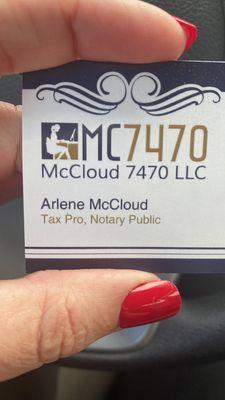 MC7470
McCloud 7470 LLC
Arlene McCloud
Tax Pro, Notary Public